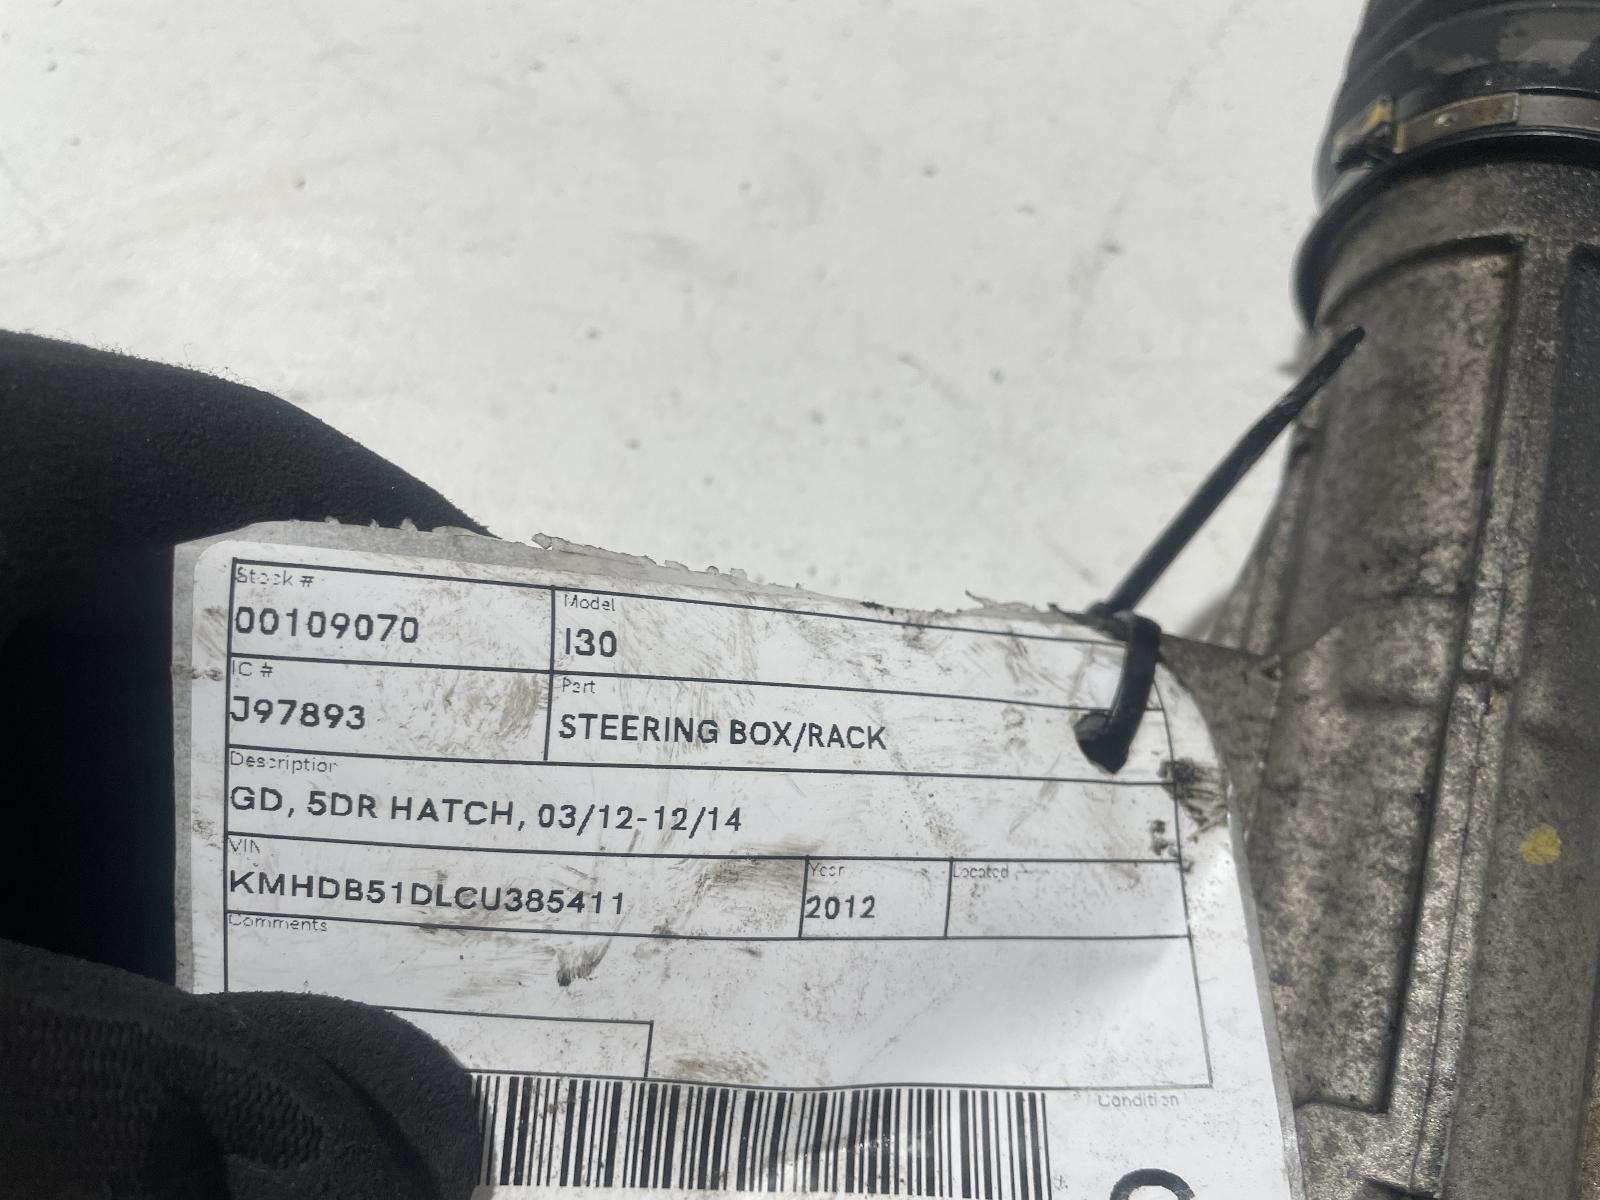 Stock #
Model
00109070
I30
IC #
Part
J97893
STEERING BOX/RACK
Description
GD, 5DR HATCH, 03/12-12/14
VIN
Year
Located
KMHDB51DLCU385411
2012
Comments
Condition